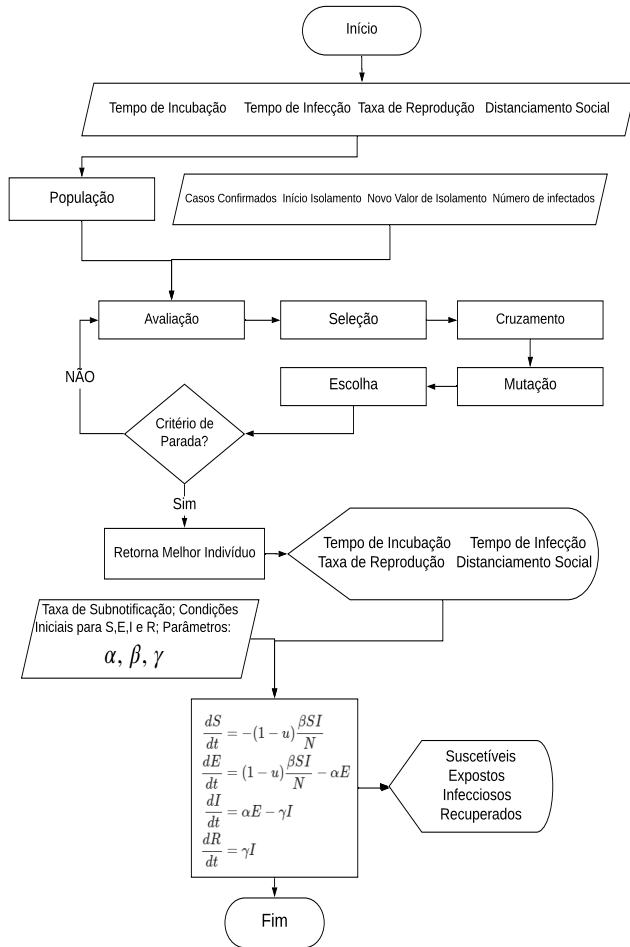 Início
Tempo de Incubação Tempo de Infecção Taxa de Reprodução Distanciamento Social
População
Casos Confirmados Início Isolamento Novo Valor de Isolamento Número de infectados
Avaliação
Seleção
Cruzamento
NÃO
Escolha
Mutação
Critério de
Parada?
Sim
Retorna Melhor Indivíduo
Tempo de Incubação Tempo de Infecção
Taxa de Reprodução Distanciamento Social
Taxa de Subnotificação; Condições
Iniciais para S,E,I e R; Parâmetros:
α, β, γ
dS/dt = −(1 − u) βSI/N
dE/dt = (1 − u) βSI/N − αE
dI/dt = αE − γI
dR/dt = γI
Suscetíveis
Expostos
Infecciosos
Recuperados
Fim